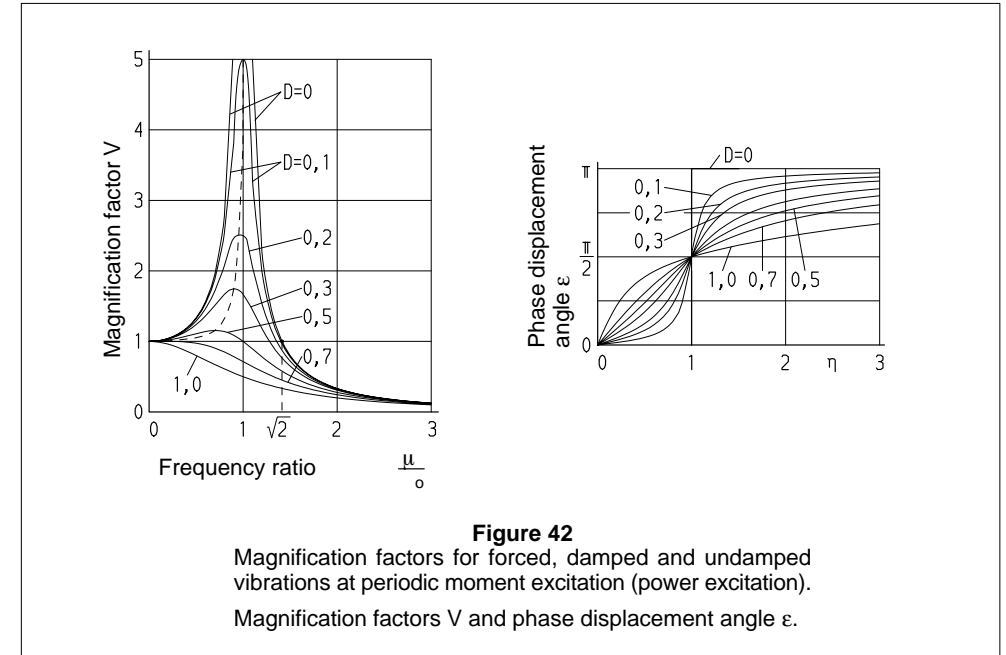 Magnification factor V
5
4
3
2
1
0
D=0
D=0,1
0,2
0,3
0,5
0,7
1,0
0 1 √2 2 3
Frequency ratio μ/o
Phase displacement
angle ε
π
π/2
0
D=0
0,1
0,2
0,3
1,0 0,7 0,5
0 1 2 η 3
Figure 42
Magnification factors for forced, damped and undamped
vibrations at periodic moment excitation (power excitation).
Magnification factors V and phase displacement angle ε.